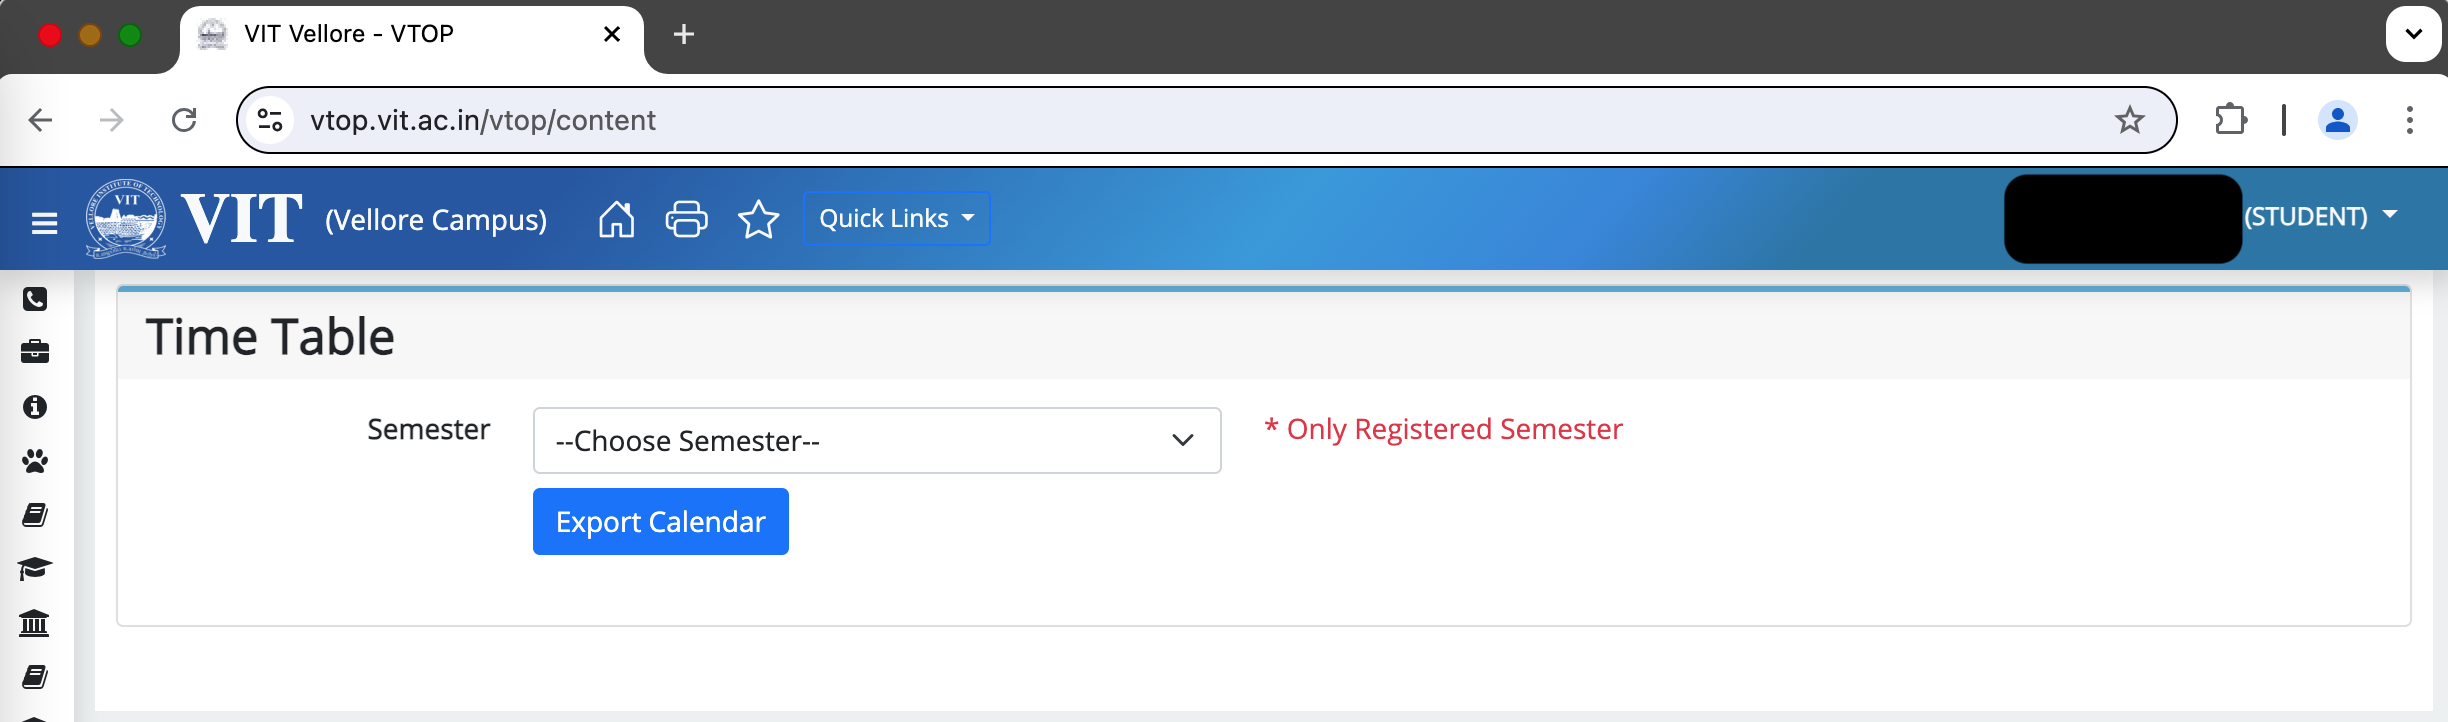 VIT Vellore - VTOP
vtop.vit.ac.in/vtop/content
VIT
VIT (Vellore Campus)
Quick Links
(STUDENT)
Time Table
Semester
--Choose Semester--
* Only Registered Semester
Export Calendar